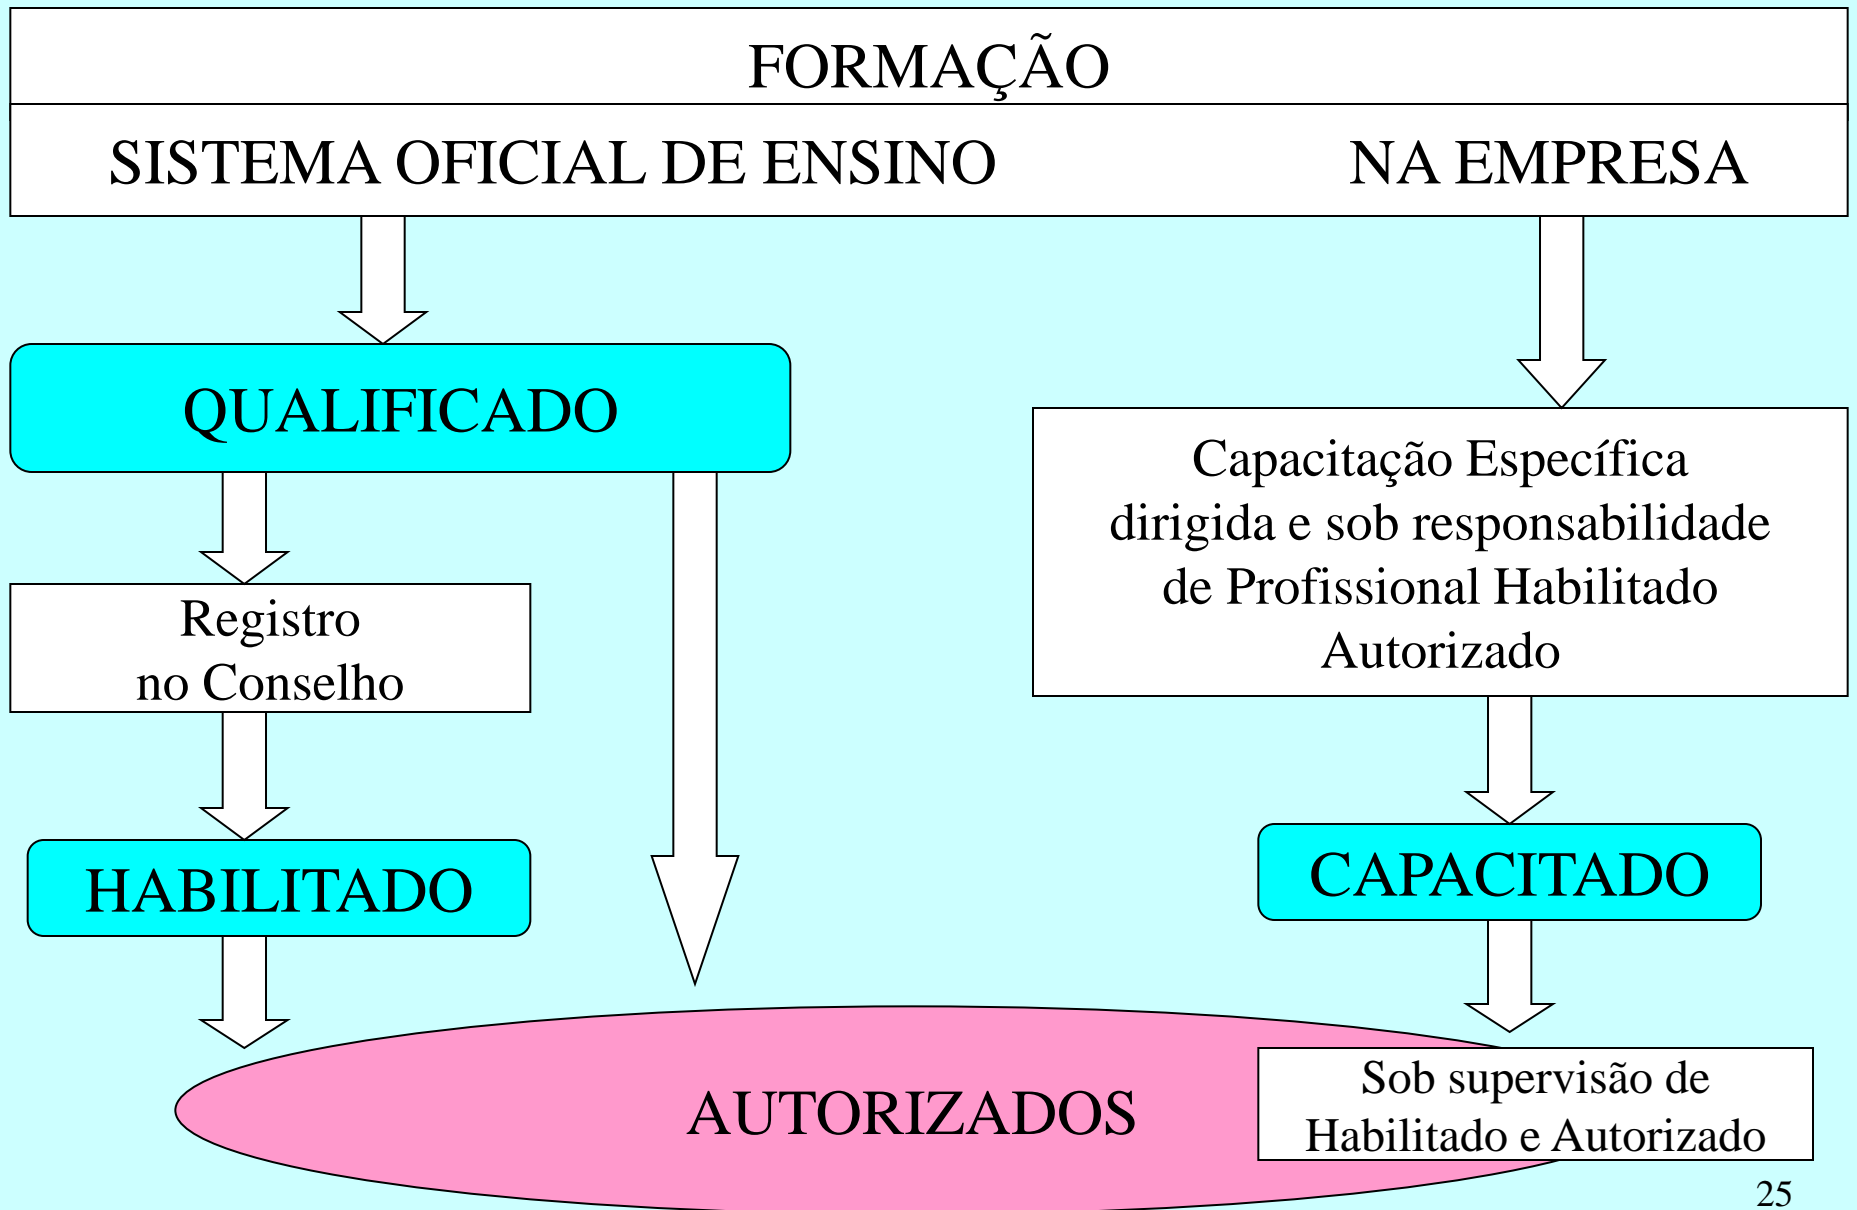 FORMAÇÃO
SISTEMA OFICIAL DE ENSINO
NA EMPRESA
QUALIFICADO
Registro
no Conselho
HABILITADO
Capacitação Específica
dirigida e sob responsabilidade
de Profissional Habilitado
Autorizado
CAPACITADO
AUTORIZADOS
Sob supervisão de
Habilitado e Autorizado
25